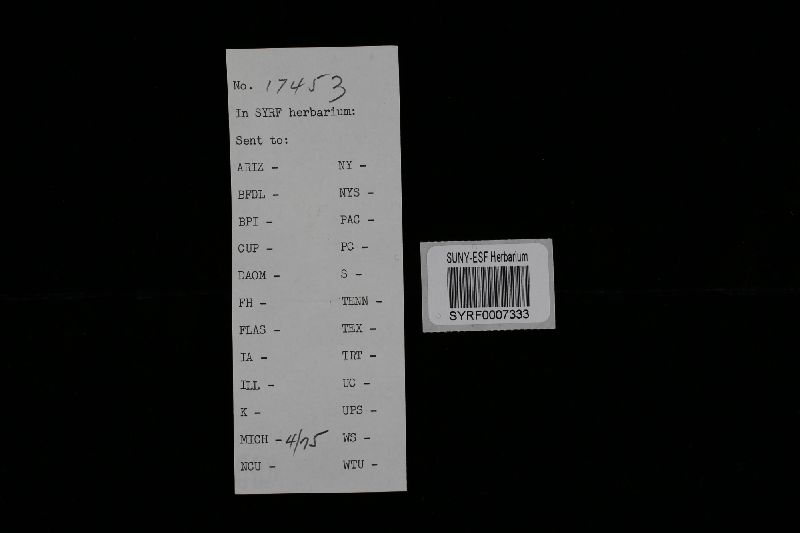 No. 17453
In SYRF herbarium:
Sent to:
ARIZ - NY -
BFDL - NYS -
BPI - PAC -
CUP - PC -
DAOM - S -
FH - TENN -
FLAS - TEX -
IA - TRT -
ILL - UC -
K - UPS -
MICH - 4/75 WS -
NCU - WTU -
SUNY-ESF Herbarium
SYRF0007333